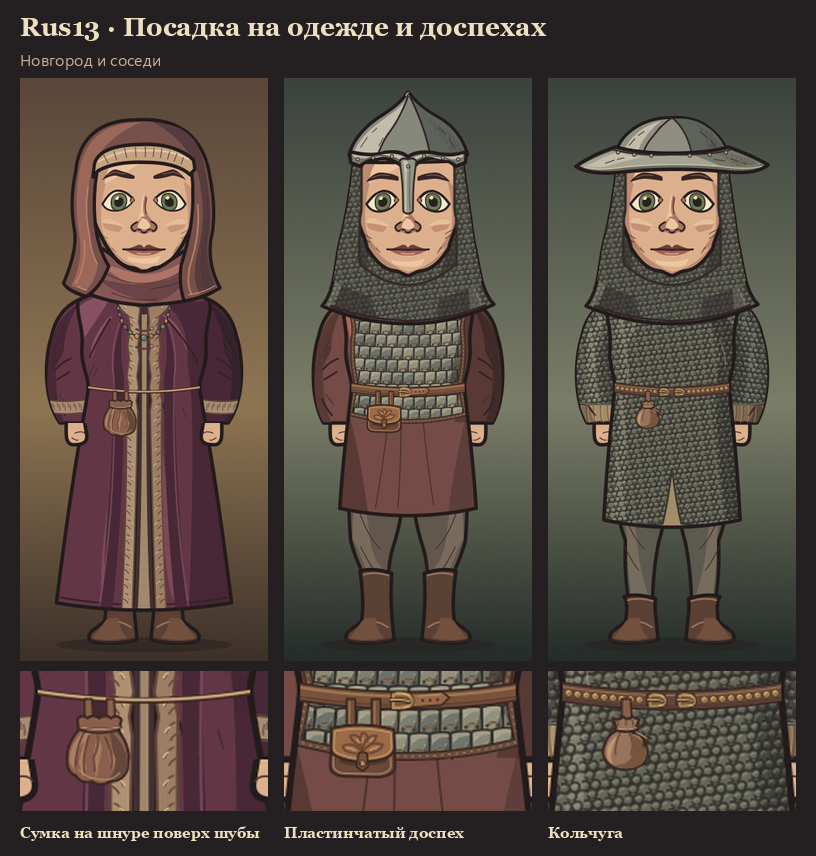 Rus13 · Посадка на одежде и доспехах
Новгород и соседи
Сумка на шнуре поверх шубы
Пластинчатый доспех
Кольчуга